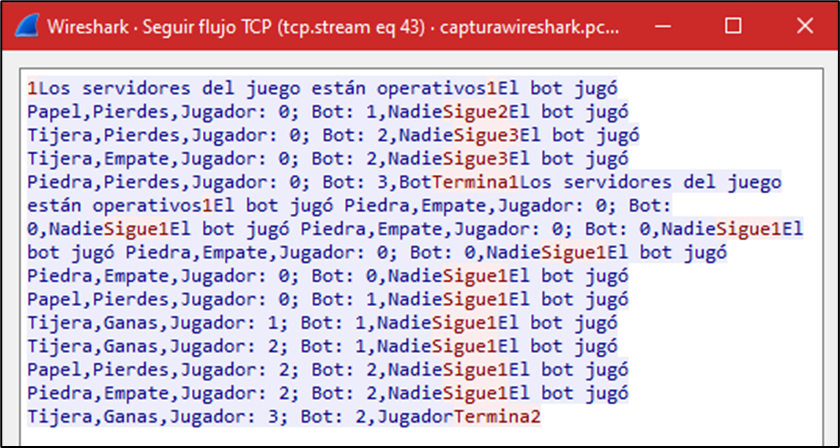 Wireshark · Seguir flujo TCP (tcp.stream eq 43) · capturawireshark.pc...
1Los servidores del juego están operativos1El bot jugó
Papel,Pierdes,Jugador: 0; Bot: 1,NadieSigue2El bot jugó
Tijera,Pierdes,Jugador: 0; Bot: 2,NadieSigue3El bot jugó
Tijera,Empate,Jugador: 0; Bot: 2,NadieSigue3El bot jugó
Piedra,Pierdes,Jugador: 0; Bot: 3,BotTermina1Los servidores del juego
están operativos1El bot jugó Piedra,Empate,Jugador: 0; Bot:
0,NadieSigue1El bot jugó Piedra,Empate,Jugador: 0; Bot: 0,NadieSigue1El
bot jugó Piedra,Empate,Jugador: 0; Bot: 0,NadieSigue1El bot jugó
Piedra,Empate,Jugador: 0; Bot: 0,NadieSigue1El bot jugó
Papel,Pierdes,Jugador: 0; Bot: 1,NadieSigue1El bot jugó
Tijera,Ganas,Jugador: 1; Bot: 1,NadieSigue1El bot jugó
Tijera,Ganas,Jugador: 2; Bot: 1,NadieSigue1El bot jugó
Papel,Pierdes,Jugador: 2; Bot: 2,NadieSigue1El bot jugó
Piedra,Empate,Jugador: 2; Bot: 2,NadieSigue1El bot jugó
Tijera,Ganas,Jugador: 3; Bot: 2,JugadorTermina2